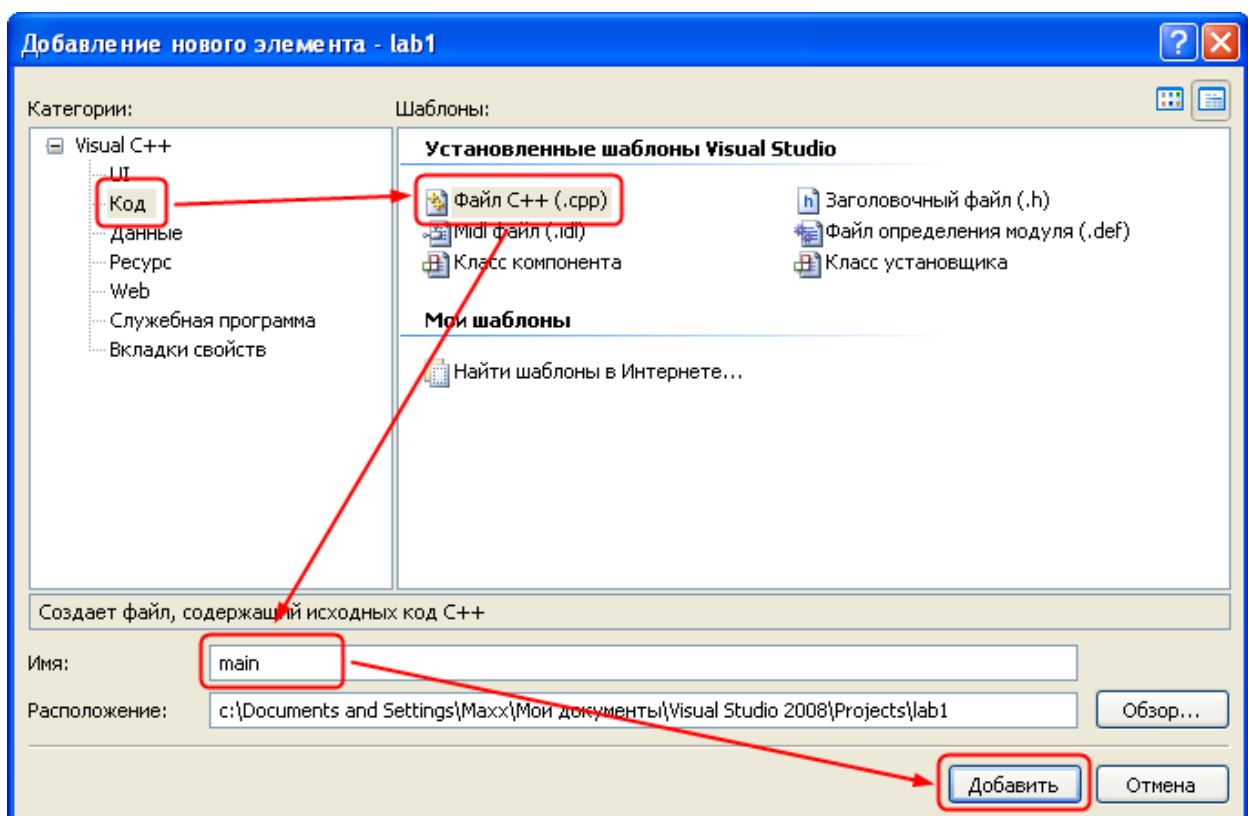 Добавление нового элемента - lab1
Категории:
Шаблоны:
Visual C++
UI
Код
Данные
Ресурс
Web
Служебная программа
Вкладки свойств
Установленные шаблоны Visual Studio
Файл C++ (.cpp)
Заголовочный файл (.h)
Midl файл (.idl)
Файл определения модуля (.def)
Класс компонента
Класс установщика
Мои шаблоны
Найти шаблоны в Интернете...
Создает файл, содержащий исходных код C++
Имя:
main
Расположение:
c:\Documents and Settings\Maxx\Мои документы\Visual Studio 2008\Projects\lab1
Обзор...
Добавить
Отмена